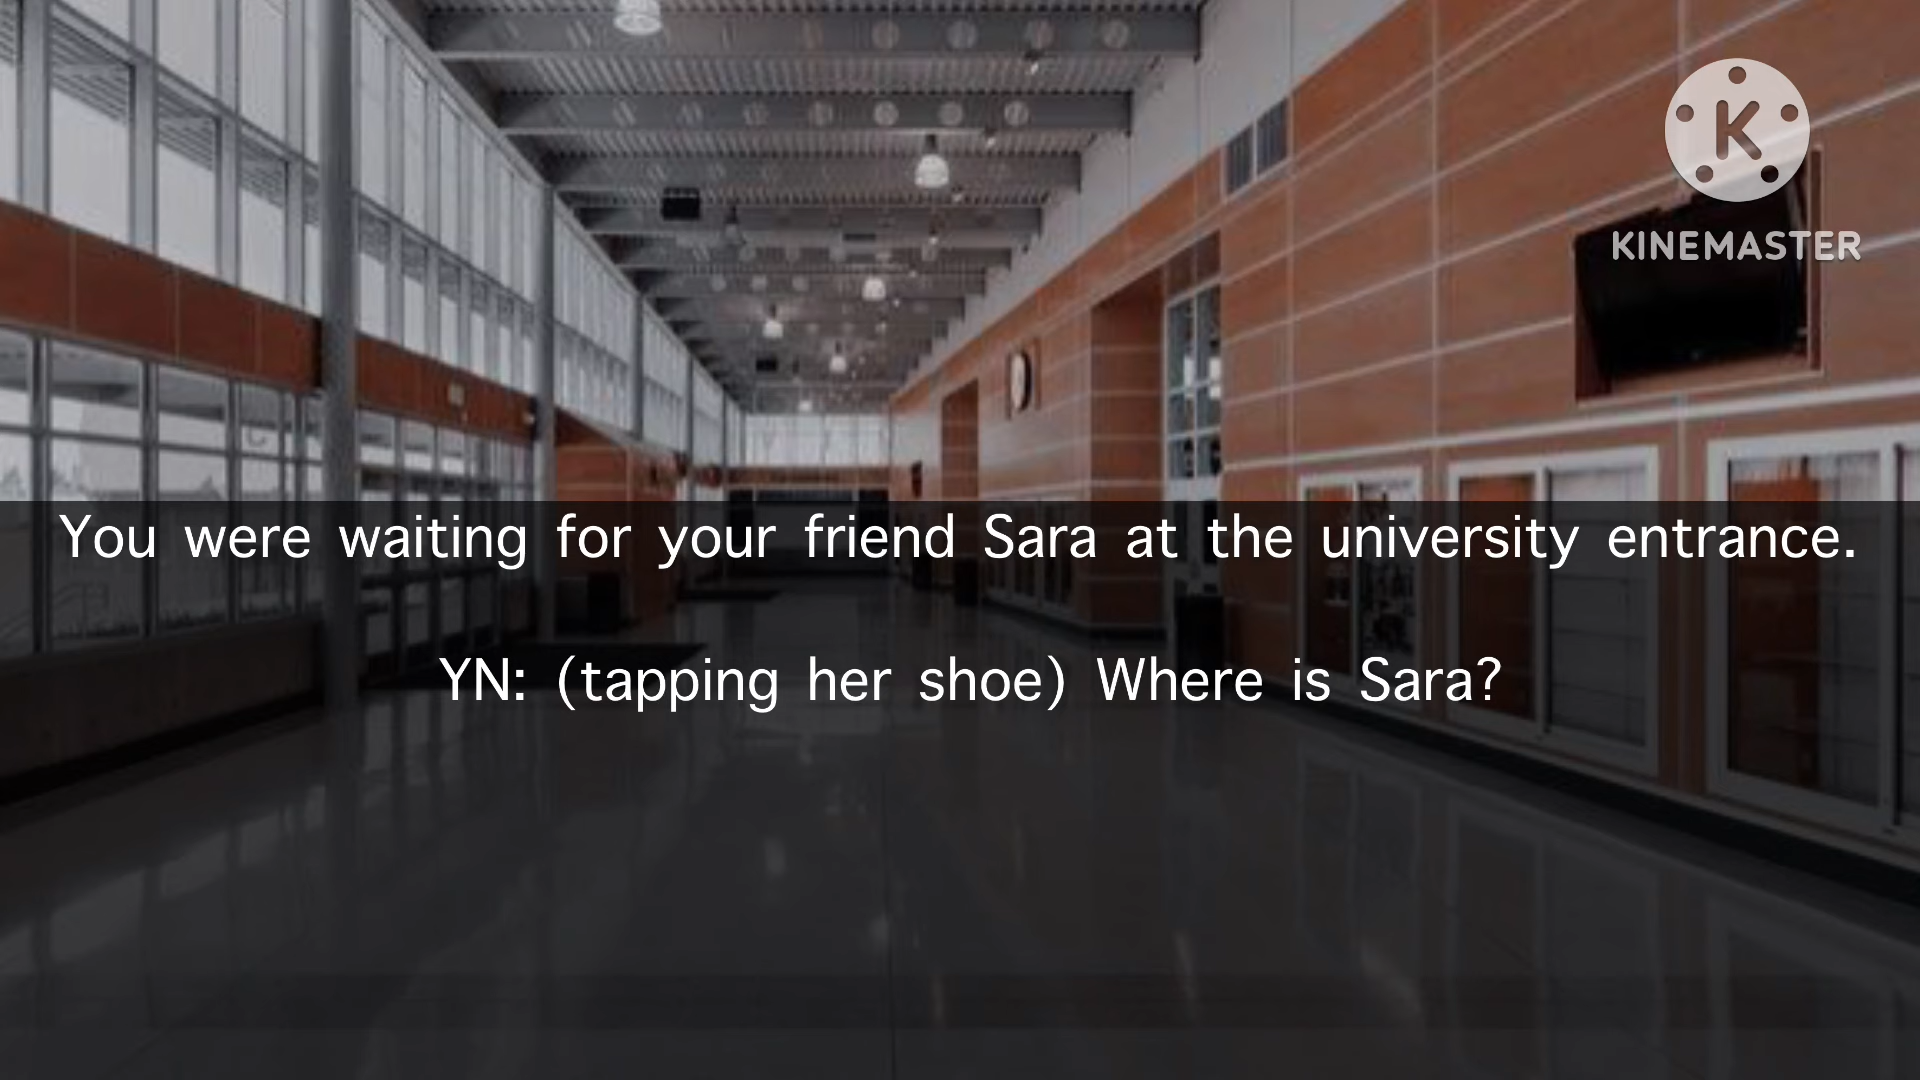 K
KINEMASTER
You were waiting for your friend Sara at the university entrance.
YN: (tapping her shoe) Where is Sara?